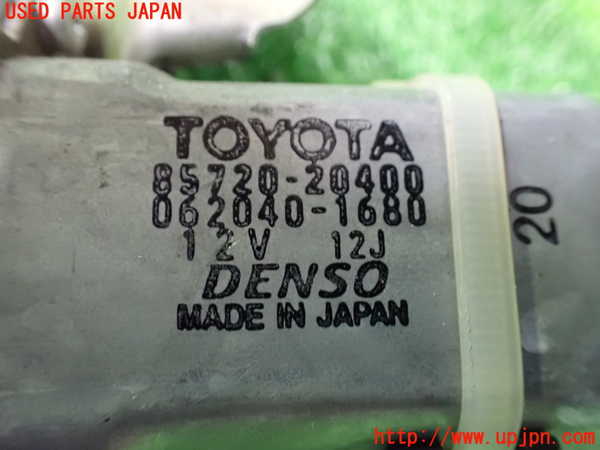 USED PARTS JAPAN
TOYOTA
85720-20400
062040-1680
12V 12J
DENSO
MADE IN JAPAN
20
http://www.upjpn.com